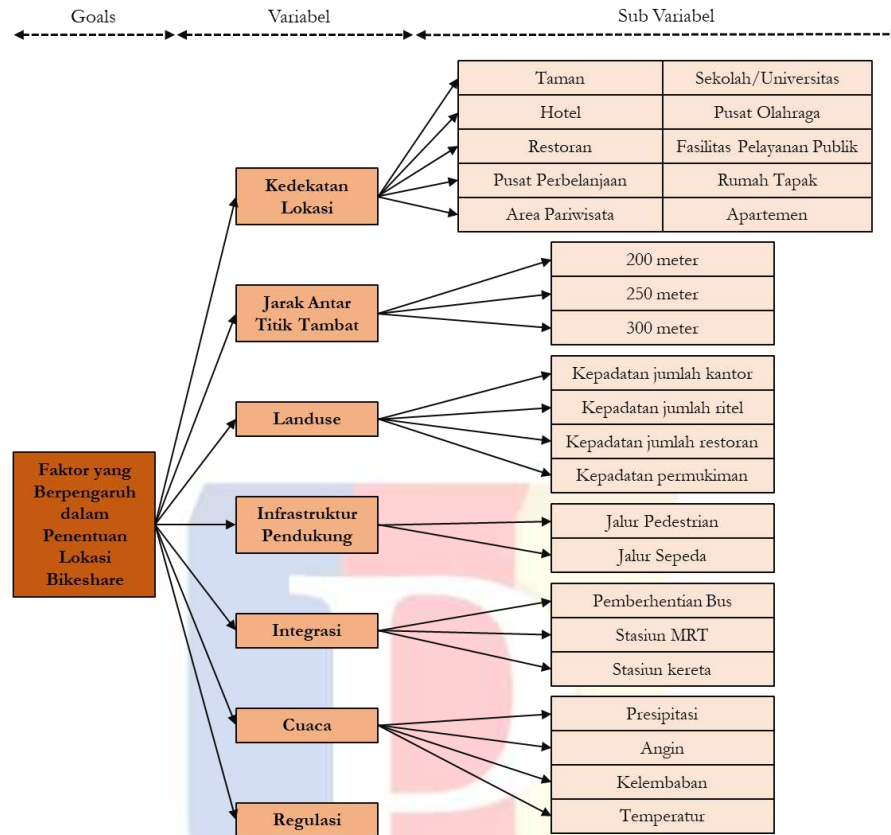 Goals
Variabel
Sub Variabel
Taman
Sekolah/Universitas
Hotel
Pusat Olahraga
Restoran
Fasilitas Pelayanan Publik
Pusat Perbelanjaan
Rumah Tapak
Area Pariwisata
Apartemen
Kedekatan
Lokasi
200 meter
250 meter
300 meter
Jarak Antar
Titik Tambat
Kepadatan jumlah kantor
Kepadatan jumlah ritel
Kepadatan jumlah restoran
Kepadatan permukiman
Landuse
Faktor yang
Berpengaruh
dalam
Penentuan
Lokasi
Bikeshare
Infrastruktur
Pendukung
Jalur Pedestrian
Jalur Sepeda
Integrasi
Pemberhentian Bus
Stasiun MRT
Stasiun kereta
Cuaca
Presipitasi
Angin
Kelembaban
Temperatur
Regulasi